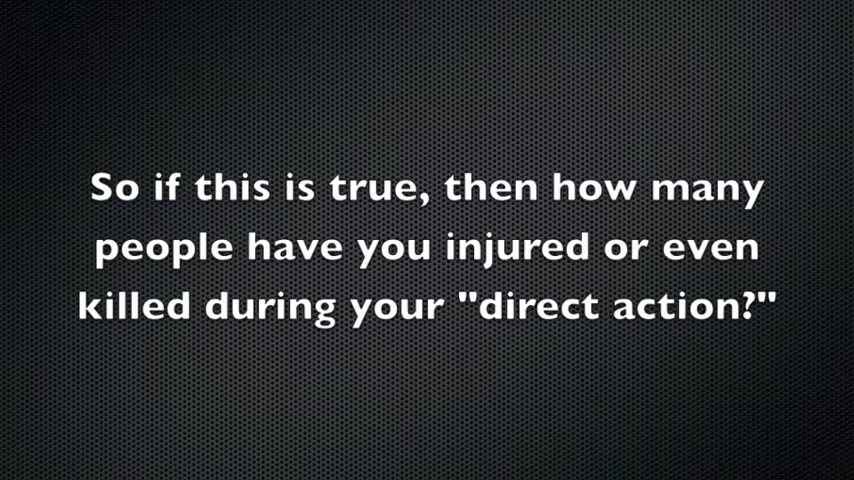 So if this is true, then how many
people have you injured or even
killed during your "direct action?"